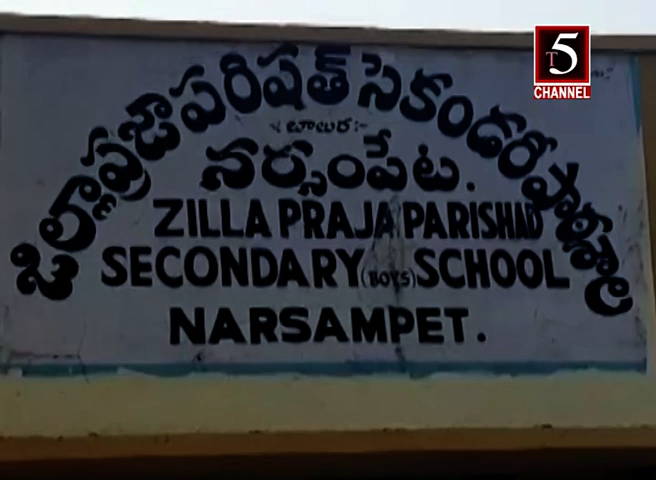 జిల్లా ప్రజా పరిషత్ సెకండరీ పాఠశాల
-: బాలుర :-
నర్సంపేట.
ZILLA PRAJA PARISHAD
SECONDARY (BOYS) SCHOOL
NARSAMPET.
T5
CHANNEL